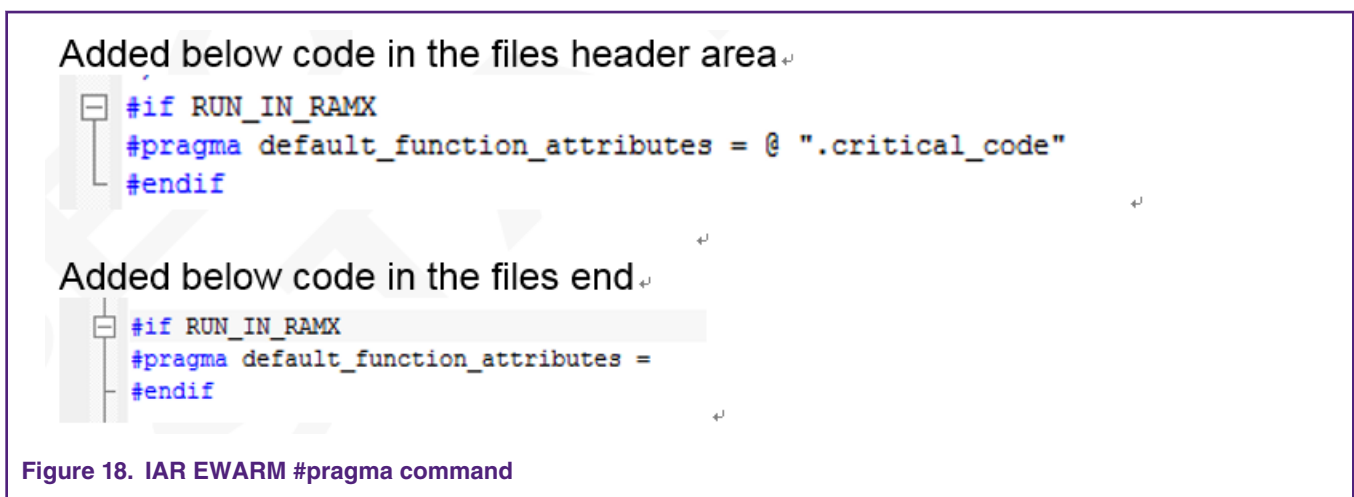 Added below code in the files header area
#if RUN_IN_RAMX
#pragma default_function_attributes = @ ".critical_code"
#endif
Added below code in the files end
#if RUN_IN_RAMX
#pragma default_function_attributes =
#endif
Figure 18. IAR EWARM #pragma command